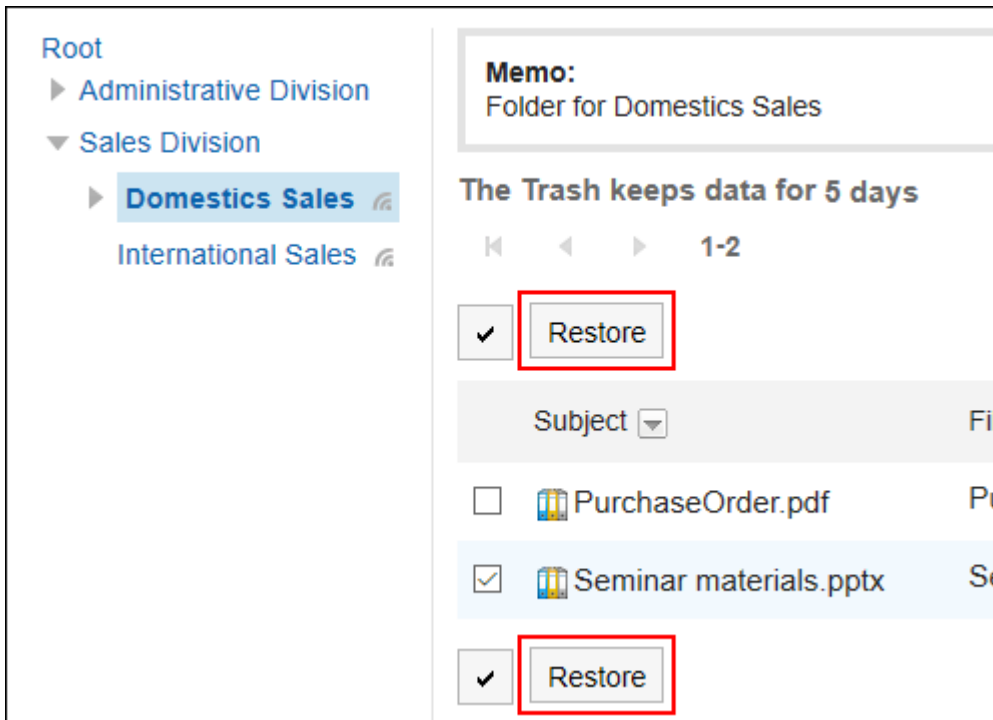 Root
Administrative Division
Sales Division
Domestics Sales
International Sales
Memo:
Folder for Domestics Sales
The Trash keeps data for 5 days
1-2
Restore
Subject
PurchaseOrder.pdf
Seminar materials.pptx
Restore